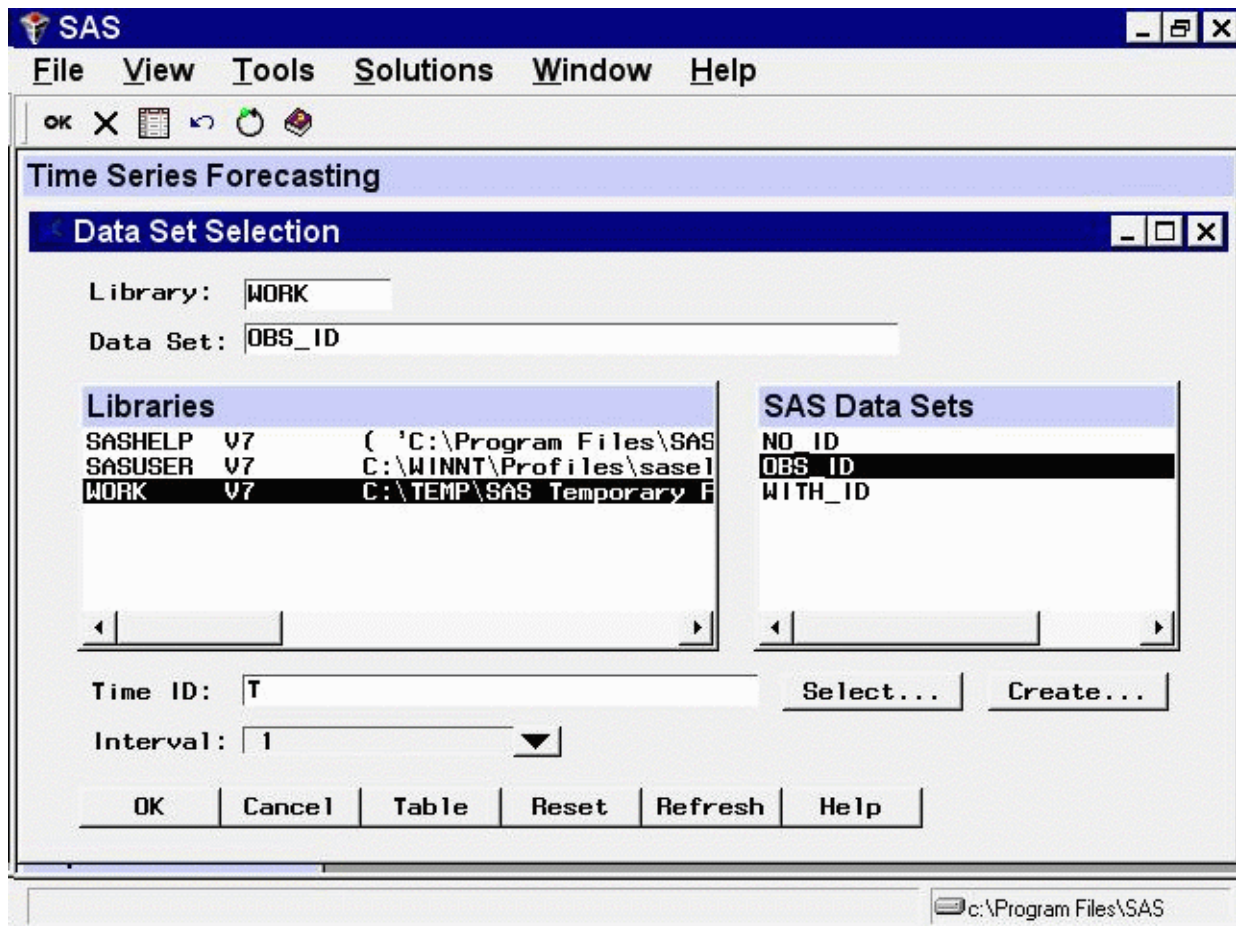 SAS
File View Tools Solutions Window Help
OK
Time Series Forecasting
Data Set Selection
Library: WORK
Data Set: OBS_ID
Libraries
SASHELP V7 ( 'C:\Program Files\SAS
SASUSER V7 C:\WINNT\Profiles\sasel
WORK V7 C:\TEMP\SAS Temporary F
SAS Data Sets
NO_ID
OBS_ID
WITH_ID
Time ID: T Select... Create...
Interval: 1
OK Cancel Table Reset Refresh Help
c:\Program Files\SAS